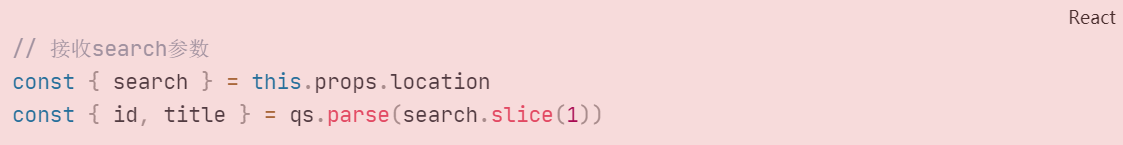 React
// 接收search参数
const { search } = this.props.location
const { id, title } = qs.parse(search.slice(1))